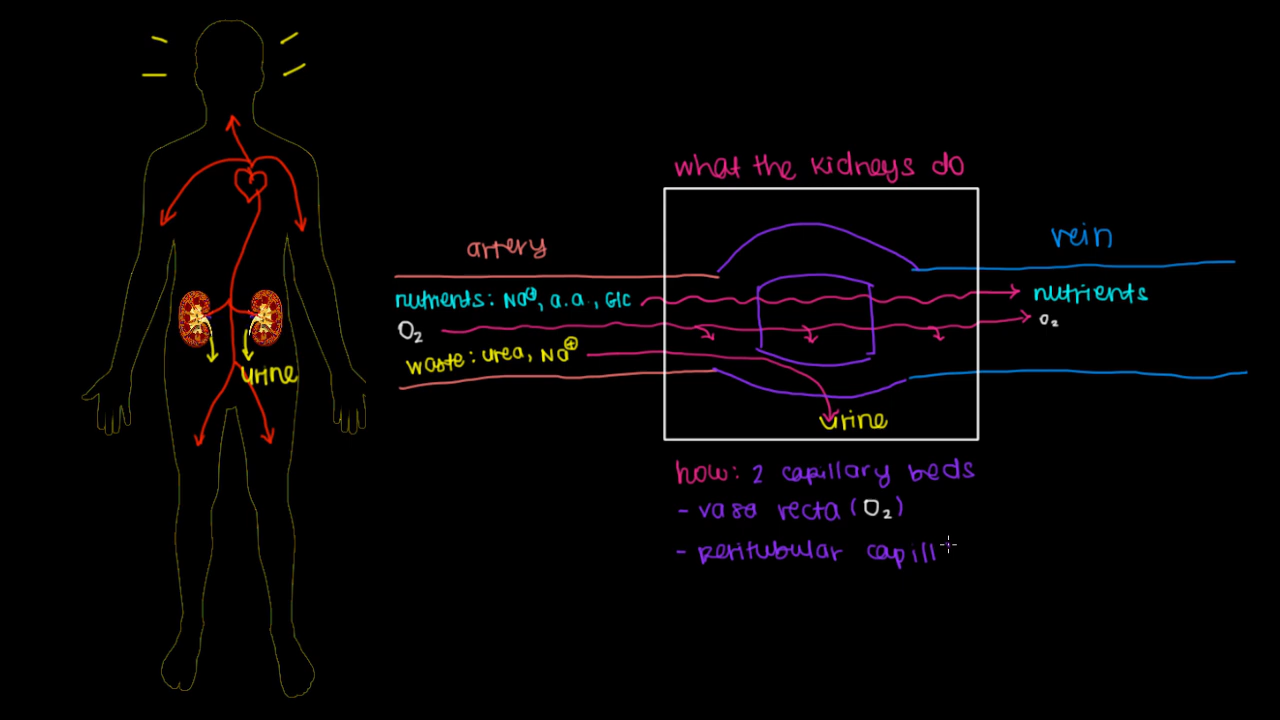 what the kidneys do
artery
vein
nutrients: Na⁺, a.a., Glc
nutrients
O₂
O₂
waste: urea, Na⁺
urine
urine
how: 2 capillary beds
- vasa recta (O₂)
- peritubular capill